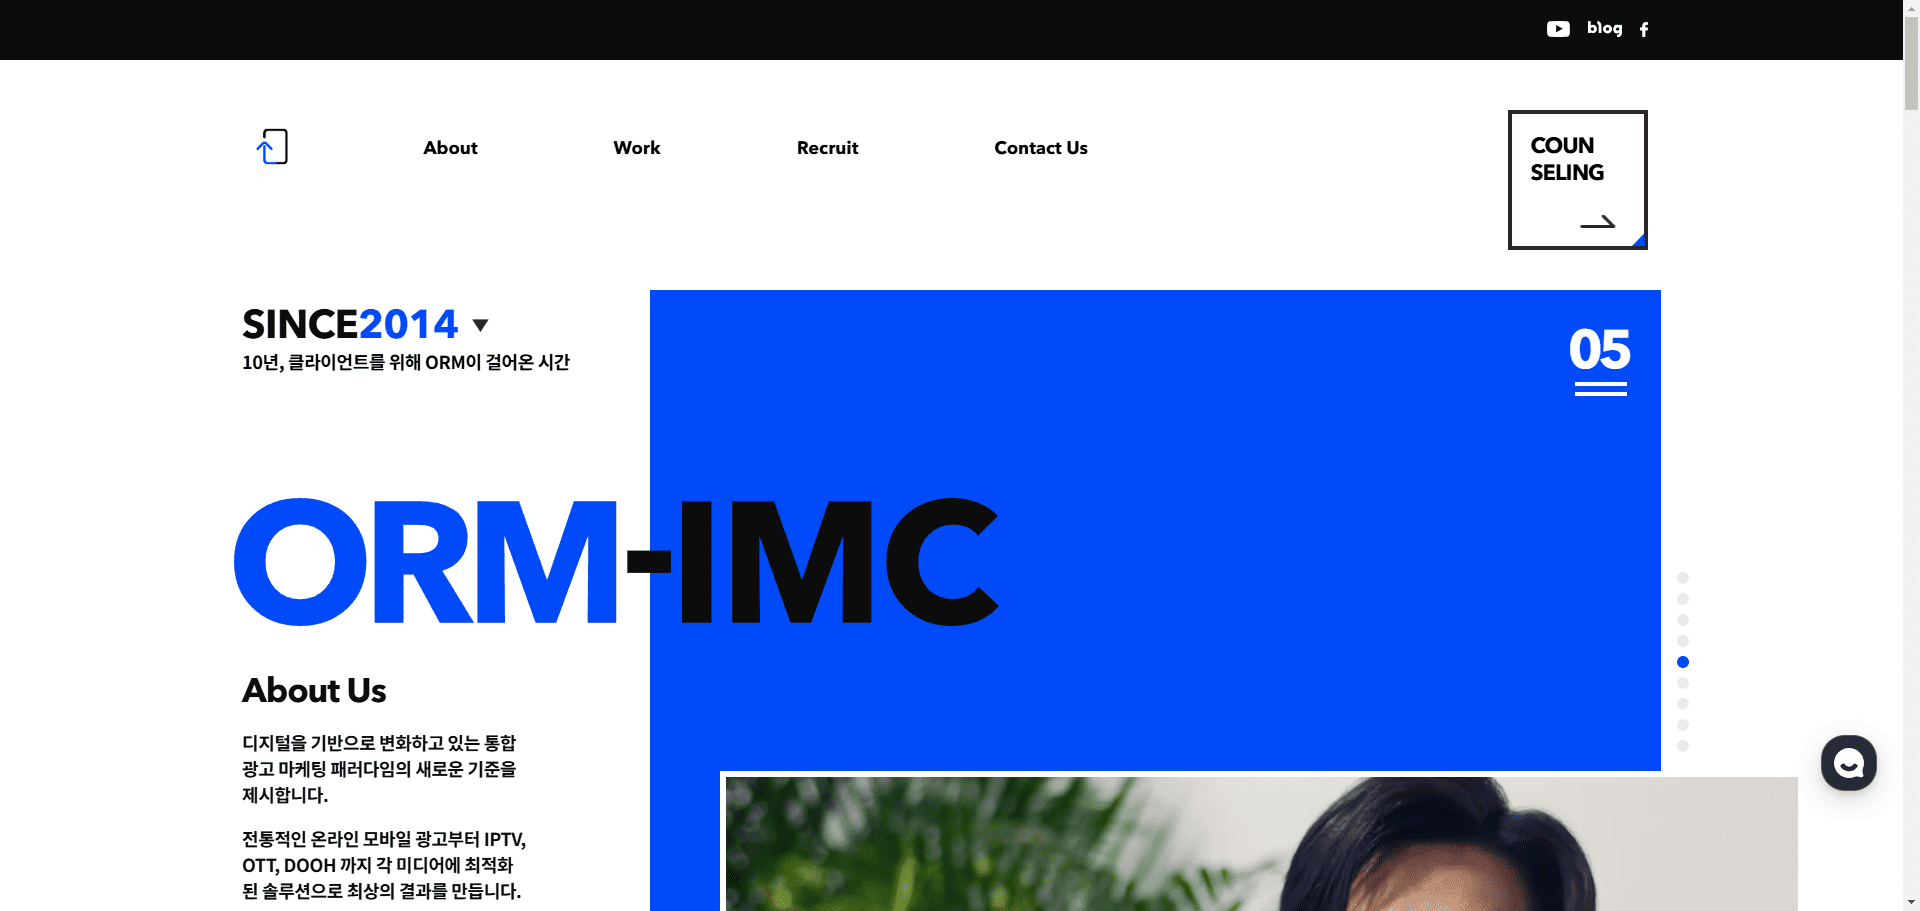 blog
About
Work
Recruit
Contact Us
COUN
SELING
SINCE2014 ▼
10년, 클라이언트를 위해 ORM이 걸어온 시간
05
ORM-IMC
About Us
디지털을 기반으로 변화하고 있는 통합
광고 마케팅 패러다임의 새로운 기준을
제시합니다.
전통적인 온라인 모바일 광고부터 IPTV,
OTT, DOOH 까지 각 미디어에 최적화
된 솔루션으로 최상의 결과를 만듭니다.